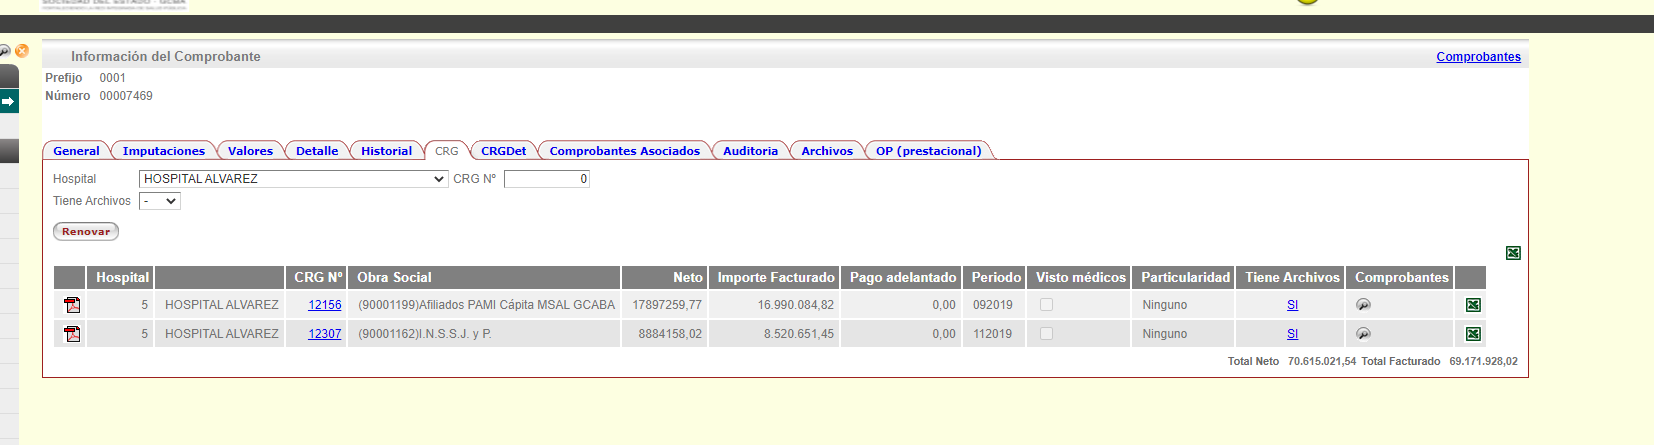 SOCIEDAD DEL ESTADO - GCBA
Información del Comprobante Comprobantes
Prefijo 0001
Número 00007469
General Imputaciones Valores Detalle Historial CRG CRGDet Comprobantes Asociados Auditoria Archivos OP (prestacional)
Hospital HOSPITAL ALVAREZ CRG Nº 0
Tiene Archivos -
Renovar
Hospital CRG Nº Obra Social Neto Importe Facturado Pago adelantado Periodo Visto médicos Particularidad Tiene Archivos Comprobantes
5 HOSPITAL ALVAREZ 12156 (90001199)Afiliados PAMI Cápita MSAL GCABA 17897259,77 16.990.084,82 0,00 092019 Ninguno SI
5 HOSPITAL ALVAREZ 12307 (90001162)I.N.S.S.J. y P. 8884158,02 8.520.651,45 0,00 112019 Ninguno SI
Total Neto 70.615.021,54 Total Facturado 69.171.928,02